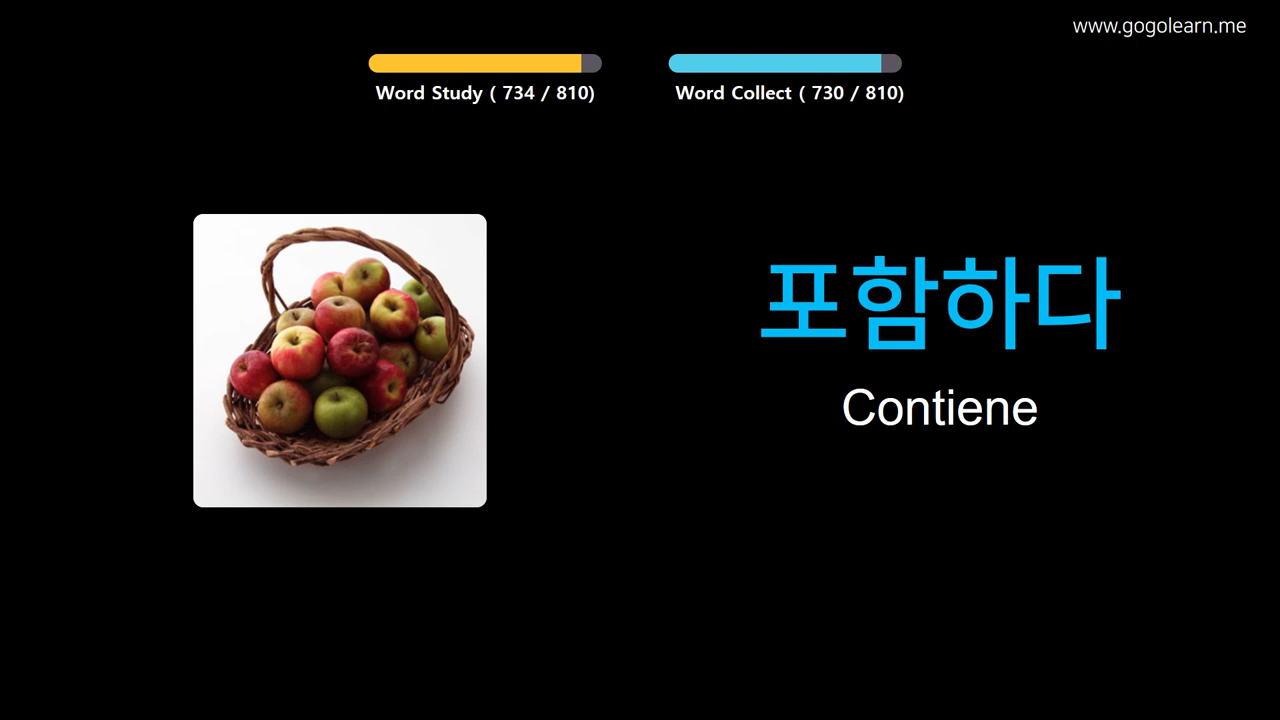 www.gogolearn.me
Word Study ( 734 / 810)
Word Collect ( 730 / 810)
포함하다
Contiene